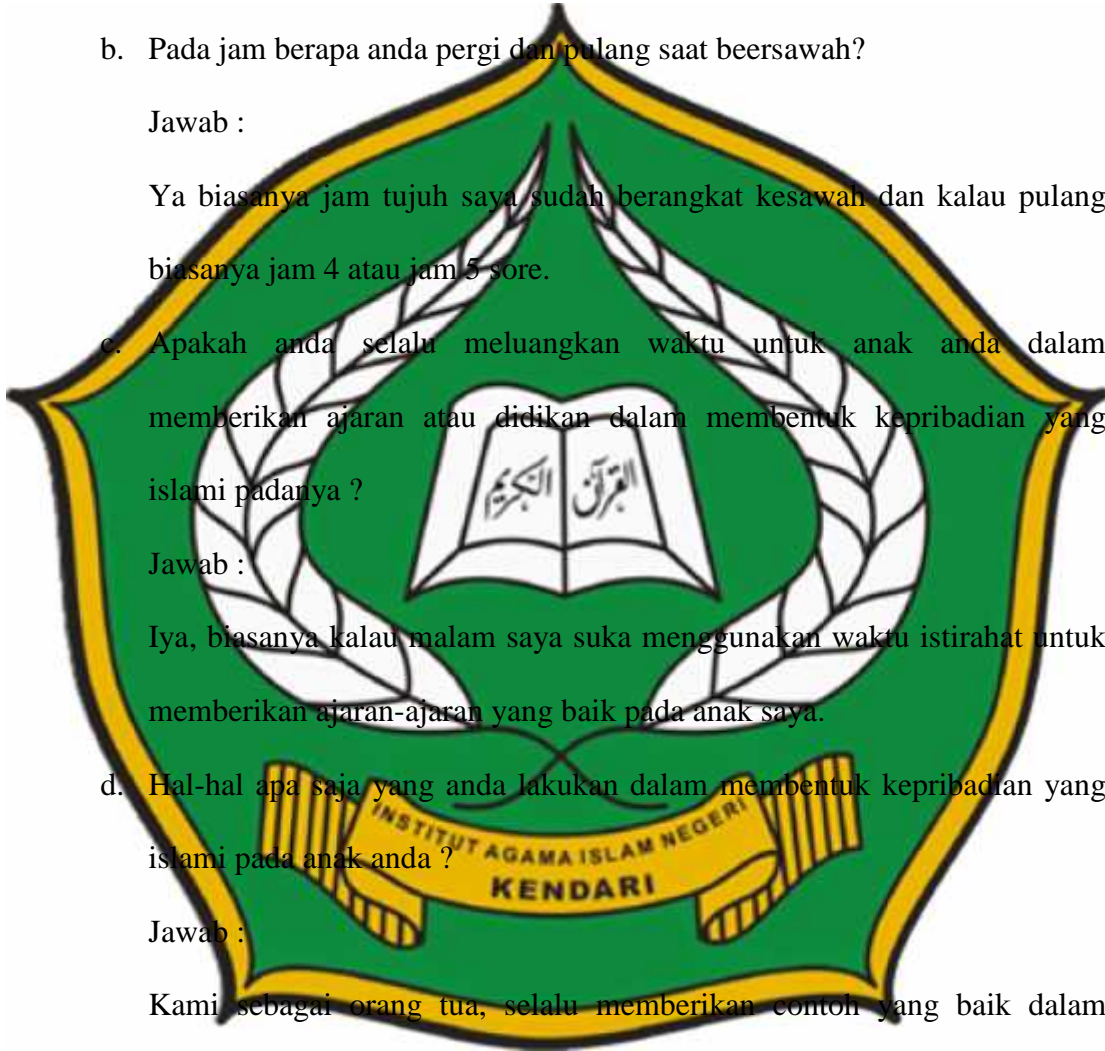 b. Pada jam berapa anda pergi dan pulang saat beersawah?
Jawab :
Ya biasanya jam tujuh saya sudah berangkat kesawah dan kalau pulang
biasanya jam 4 atau jam 5 sore.
c. Apakah anda selalu meluangkan waktu untuk anak anda dalam
memberikan ajaran atau didikan dalam membentuk kepribadian yang
islami padanya ?
القرآن الكريم
Jawab :
Iya, biasanya kalau malam saya suka menggunakan waktu istirahat untuk
memberikan ajaran-ajaran yang baik pada anak saya.
d. Hal-hal apa saja yang anda lakukan dalam membentuk kepribadian yang
islami pada anak anda ?
INSTITUT AGAMA ISLAM NEGERI
KENDARI
Jawab :
Kami sebagai orang tua, selalu memberikan contoh yang baik dalam